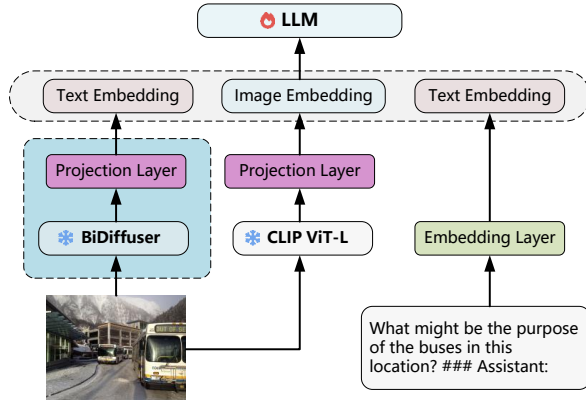 LLM
Text Embedding
Image Embedding
Text Embedding
Projection Layer
Projection Layer
BiDiffuser
CLIP ViT-L
Embedding Layer
What might be the purpose
of the buses in this
location? ### Assistant: